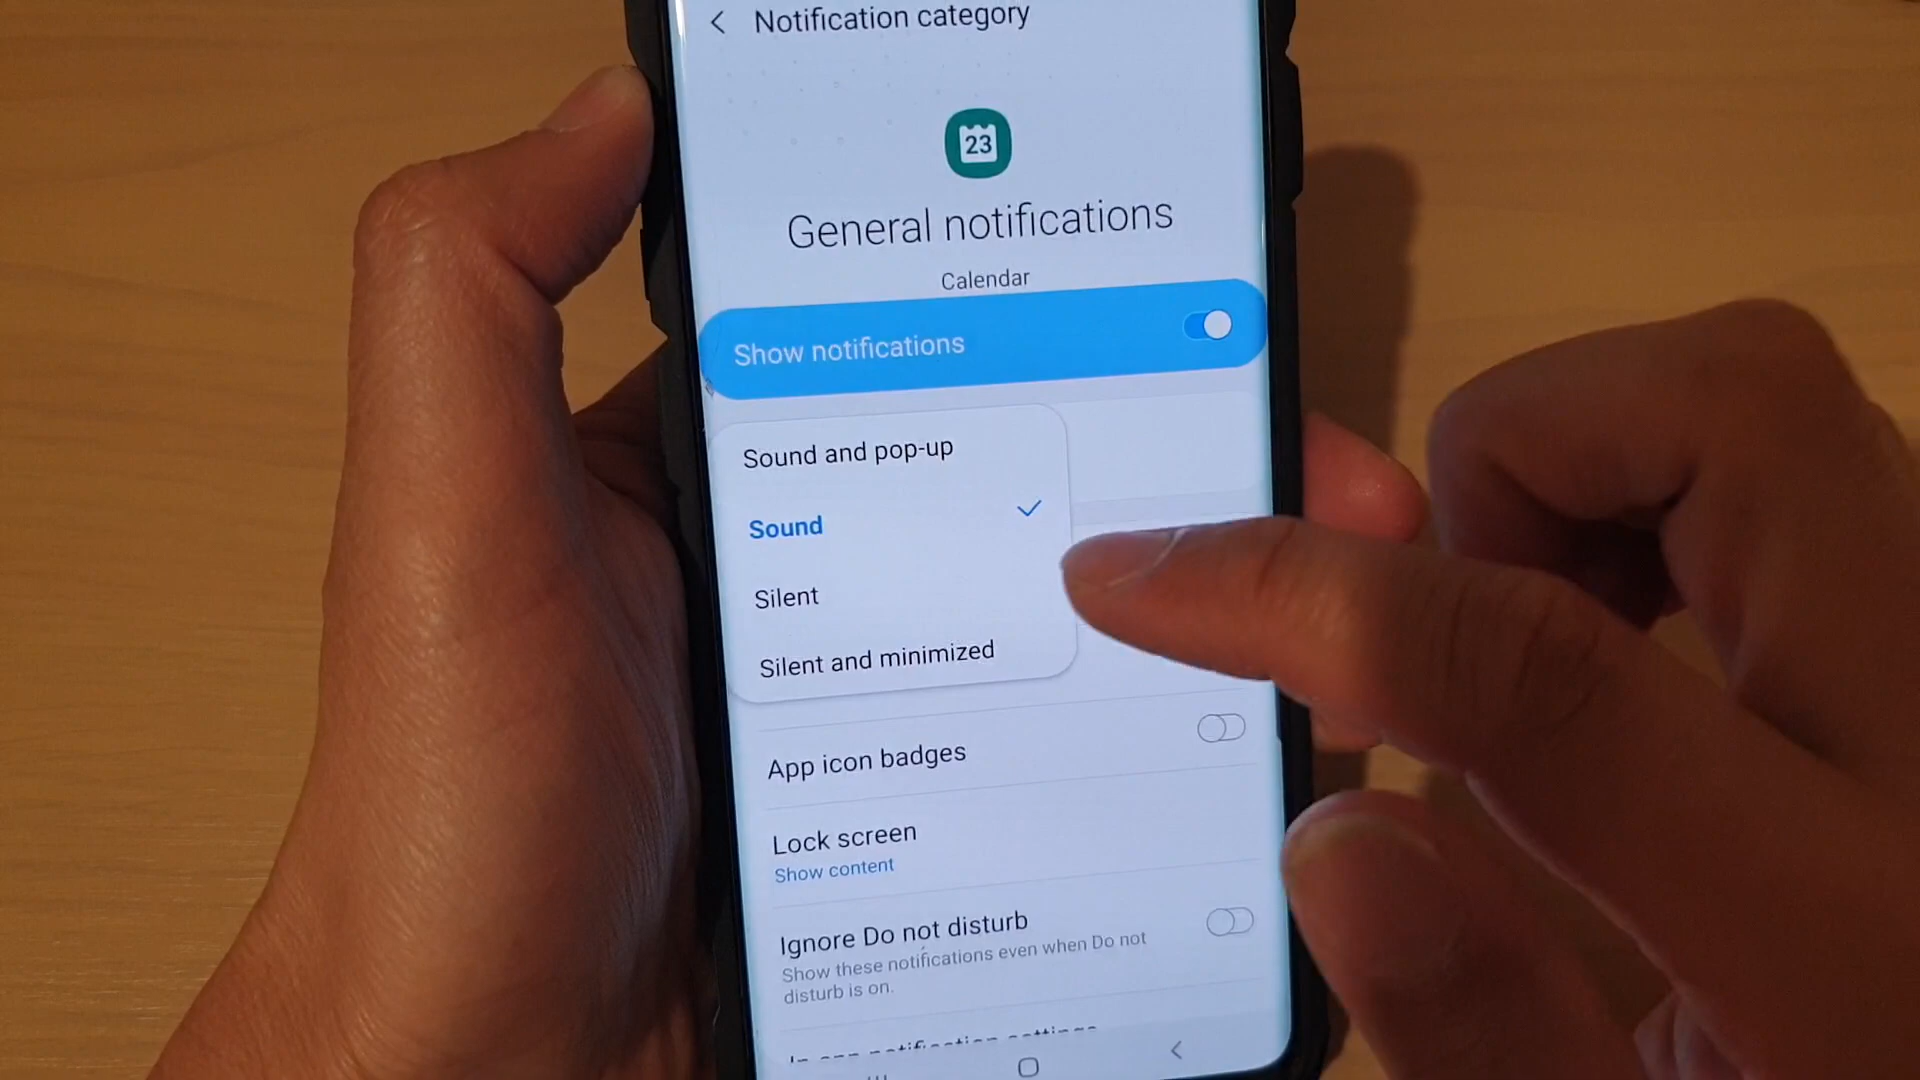 Notification category
23
General notifications
Calendar
Show notifications
Sound and pop-up
Sound
Silent
Silent and minimized
App icon badges
Lock screen
Show content
Ignore Do not disturb
Show these notifications even when Do not
disturb is on.